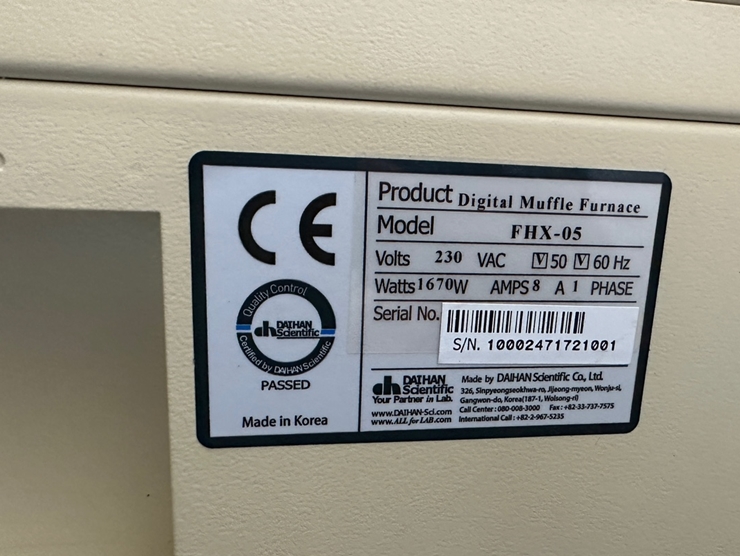 CE
Quality Control
dh DAIHAN Scientific
Certified by DAIHAN Scientific
PASSED
Made in Korea
Product Digital Muffle Furnace
Model FHX-05
Volts 230 VAC V 50 V 60 Hz
Watts 1670W AMPS 8 A 1 PHASE
Serial No.
S/N. 10002471721001
dh DAIHAN Scientific
Your Partner in Lab.
www.DAIHAN-Sci.com
www.ALL for LAB.com
Made by DAIHAN Scientific Co., Ltd.
326, Sinpyeongseokhwa-ro, Jijeong-myeon, Wonju-si,
Gangwon-do, Korea(187-1, Wolsong-ri)
Call Center : 080-008-3000 Fax : +82-33-737-7575
International Call : +82-2-967-5235